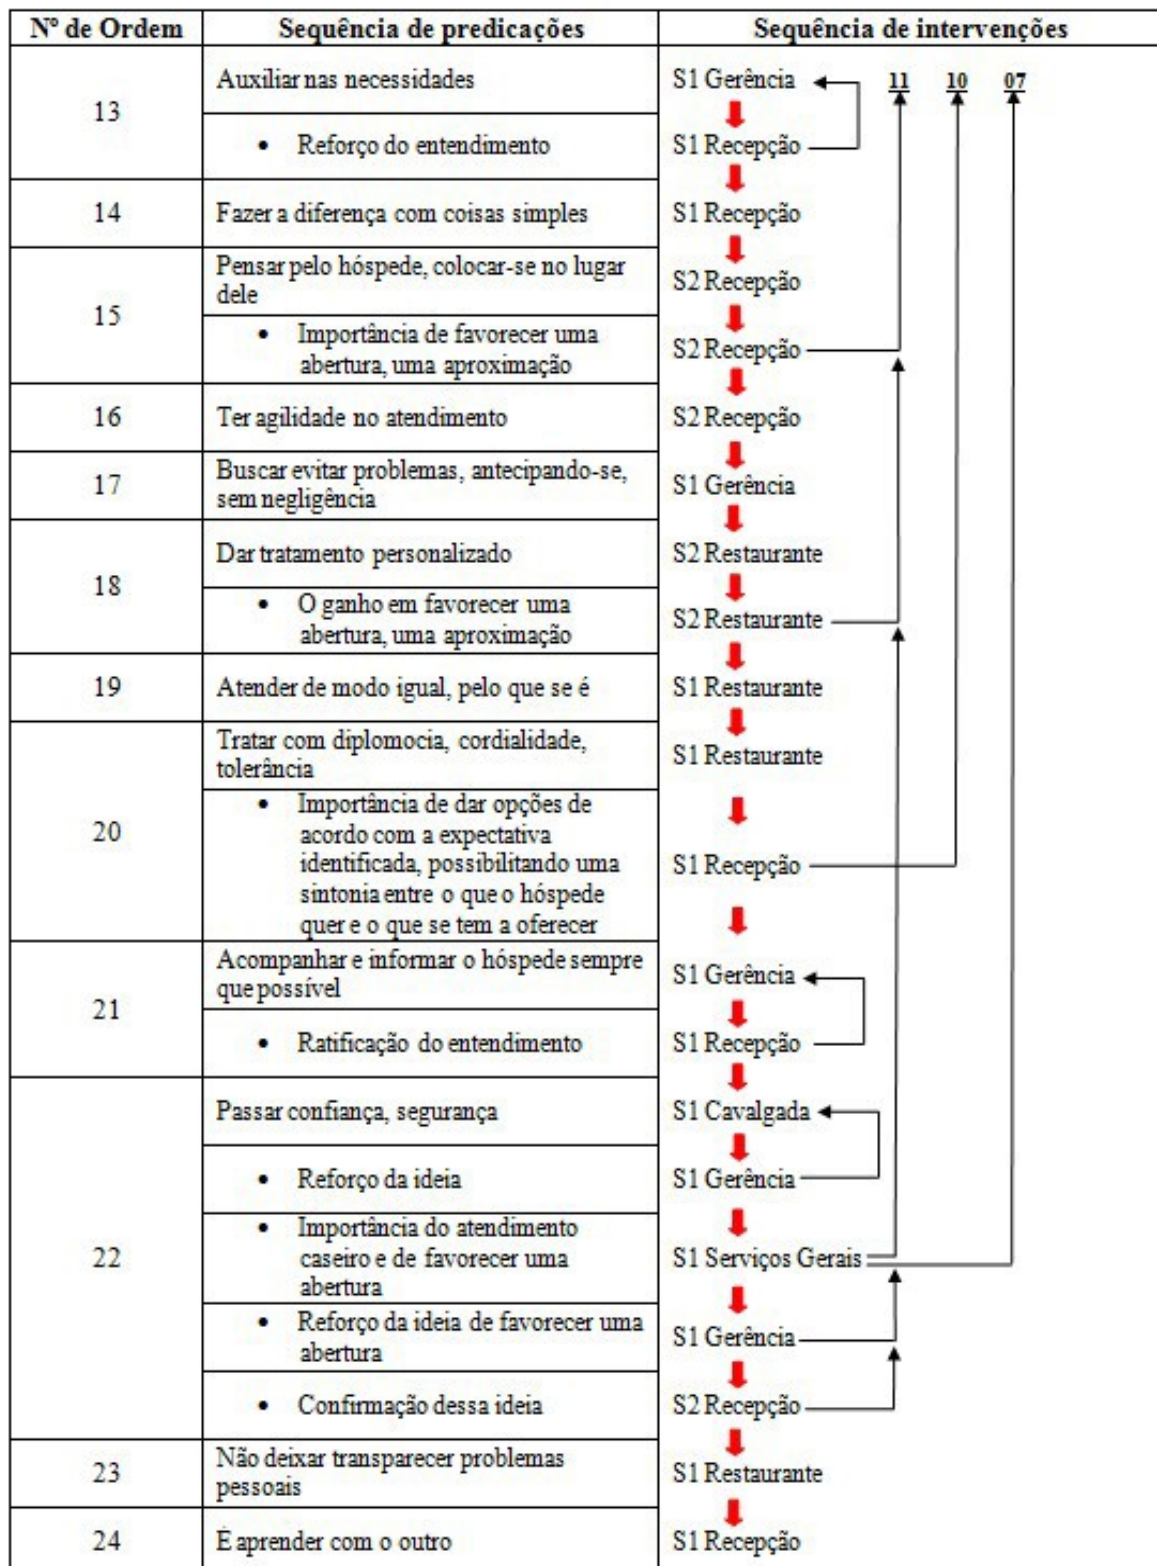 Nº de Ordem Sequência de predicações Sequência de intervenções
Auxiliar nas necessidades S1 Gerência 11 10 07
13
• Reforço do entendimento S1 Recepção
14 Fazer a diferença com coisas simples S1 Recepção
Pensar pelo hóspede, colocar-se no lugar
dele S2 Recepção
15
• Importância de favorecer uma
abertura, uma aproximação S2 Recepção
16 Ter agilidade no atendimento S2 Recepção
17 Buscar evitar problemas, antecipando-se,
sem negligência S1 Gerência
Dar tratamento personalizado S2 Restaurante
18
• O ganho em favorecer uma
abertura, uma aproximação S2 Restaurante
19 Atender de modo igual, pelo que se é S1 Restaurante
Tratar com diplomocia, cordialidade,
tolerância S1 Restaurante
20
• Importância de dar opções de
acordo com a expectativa
identificada, possibilitando uma S1 Recepção
sintonia entre o que o hóspede
quer e o que se tem a oferecer
Acompanhar e informar o hóspede sempre
que possível S1 Gerência
21
• Ratificação do entendimento S1 Recepção
Passar confiança, segurança S1 Cavalgada
• Reforço da ideia S1 Gerência
22
• Importância do atendimento
caseiro e de favorecer uma S1 Serviços Gerais
abertura
• Reforço da ideia de favorecer uma
abertura S1 Gerência
• Confirmação dessa ideia S2 Recepção
23 Não deixar transparecer problemas
pessoais S1 Restaurante
24 É aprender com o outro S1 Recepção